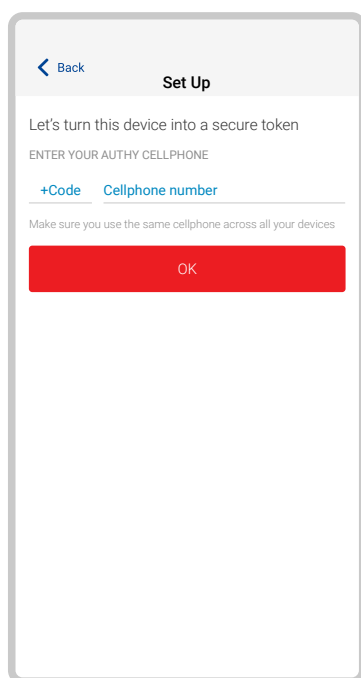 Back
Set Up
Let's turn this device into a secure token
ENTER YOUR AUTHY CELLPHONE
+Code Cellphone number
Make sure you use the same cellphone across all your devices
OK